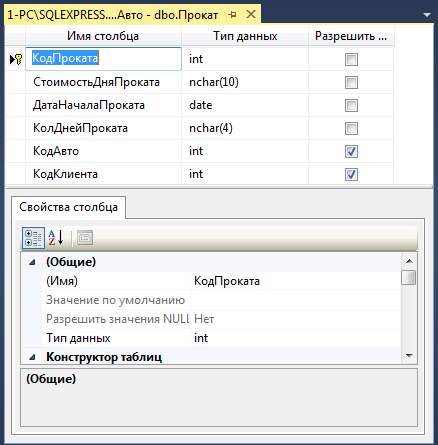 1-PC\SQLEXPRESS....Авто - dbo.Прокат
Имя столбца Тип данных Разрешить ...
КодПроката int
СтоимостьДняПроката nchar(10)
ДатаНачалаПроката date
КолДнейПроката nchar(4)
КодАвто int
КодКлиента int
Свойства столбца
(Общие)
(Имя) КодПроката
Значение по умолчанию
Разрешить значения NULL Нет
Тип данных int
Конструктор таблиц
(Общие)